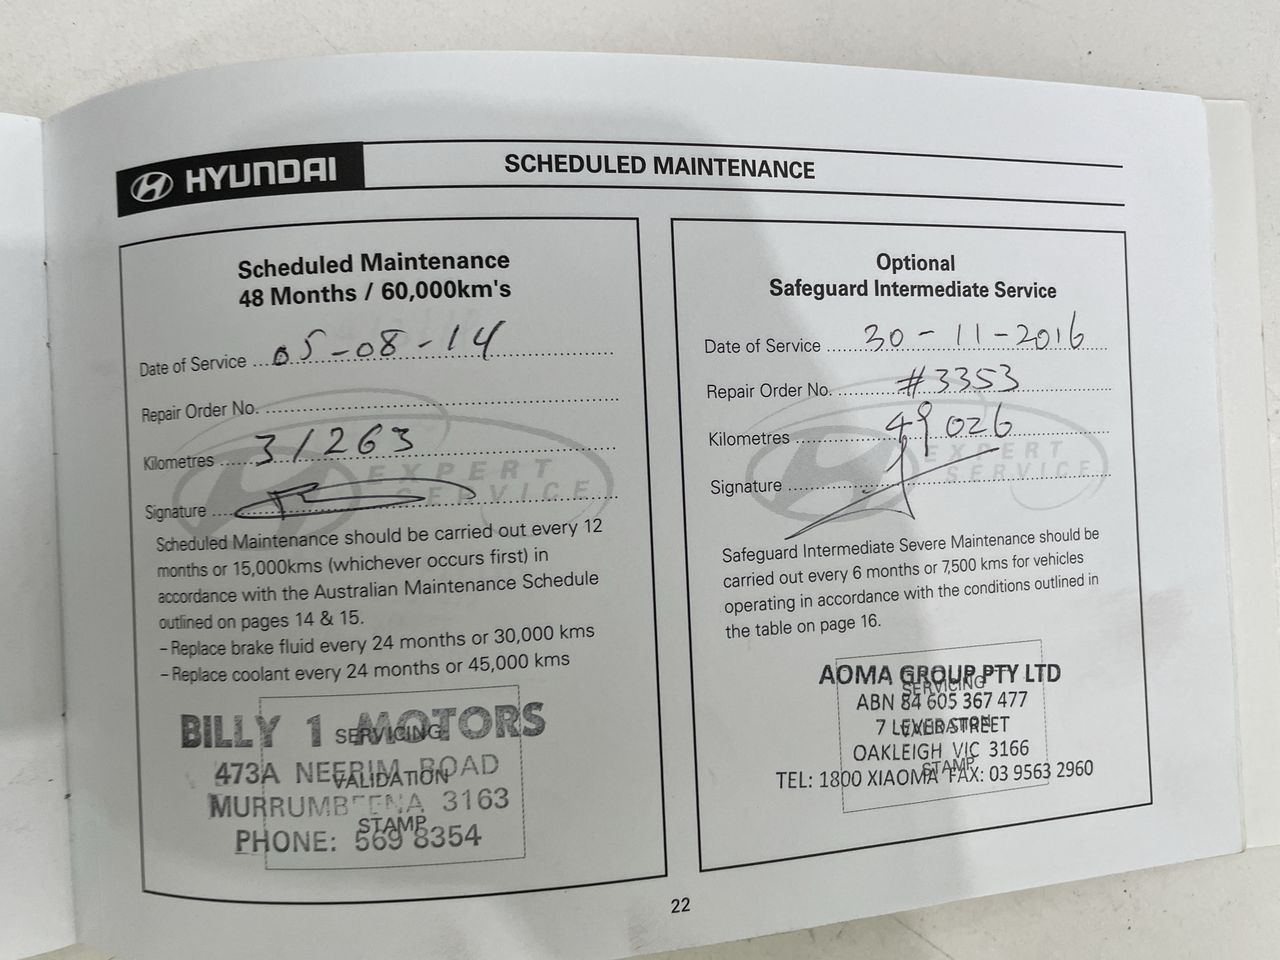 HYUNDAI
SCHEDULED MAINTENANCE
Scheduled Maintenance
48 Months / 60,000km's
Date of Service 05-08-14
Repair Order No.
Kilometres 31263
Signature
EXPERT
SERVICE
Scheduled Maintenance should be carried out every 12
months or 15,000kms (whichever occurs first) in
accordance with the Australian Maintenance Schedule
outlined on pages 14 & 15.
– Replace brake fluid every 24 months or 30,000 kms
– Replace coolant every 24 months or 45,000 kms
BILLY 1 MOTORS
SERVICING
473A NEERIM ROAD
VALIDATION
MURRUMBEENA 3163
STAMP
PHONE: 569 8354
Optional
Safeguard Intermediate Service
Date of Service 30-11-2016
Repair Order No. #3353
Kilometres 49026
Signature
EXPERT
SERVICE
Safeguard Intermediate Severe Maintenance should be
carried out every 6 months or 7,500 kms for vehicles
operating in accordance with the conditions outlined in
the table on page 16.
AOMA GROUP PTY LTD
SERVICING
ABN 84 605 367 477
7 STREET
OAKLEIGH VIC 3166
STAMP
TEL: 1800 XIAOMA FAX: 03 9563 2960
22